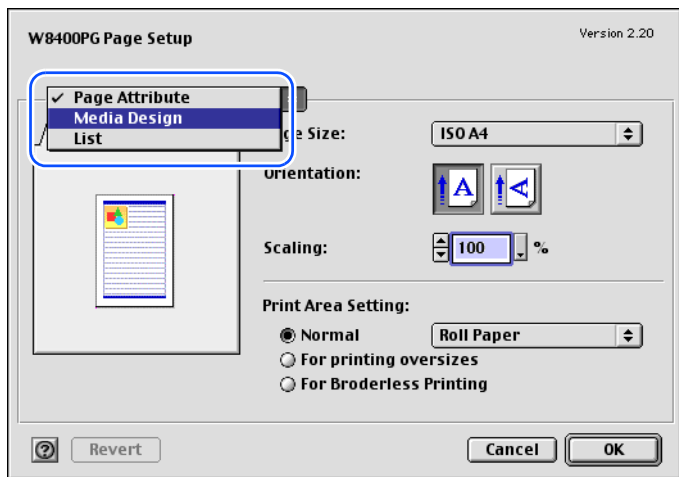 W8400PG Page Setup
Version 2.20
✓ Page Attribute
Media Design
List
ge Size:
ISO A4
Orientation:
A
A
Scaling:
100
%
Print Area Setting:
Normal
Roll Paper
For printing oversizes
For Broderless Printing
?
Revert
Cancel
OK